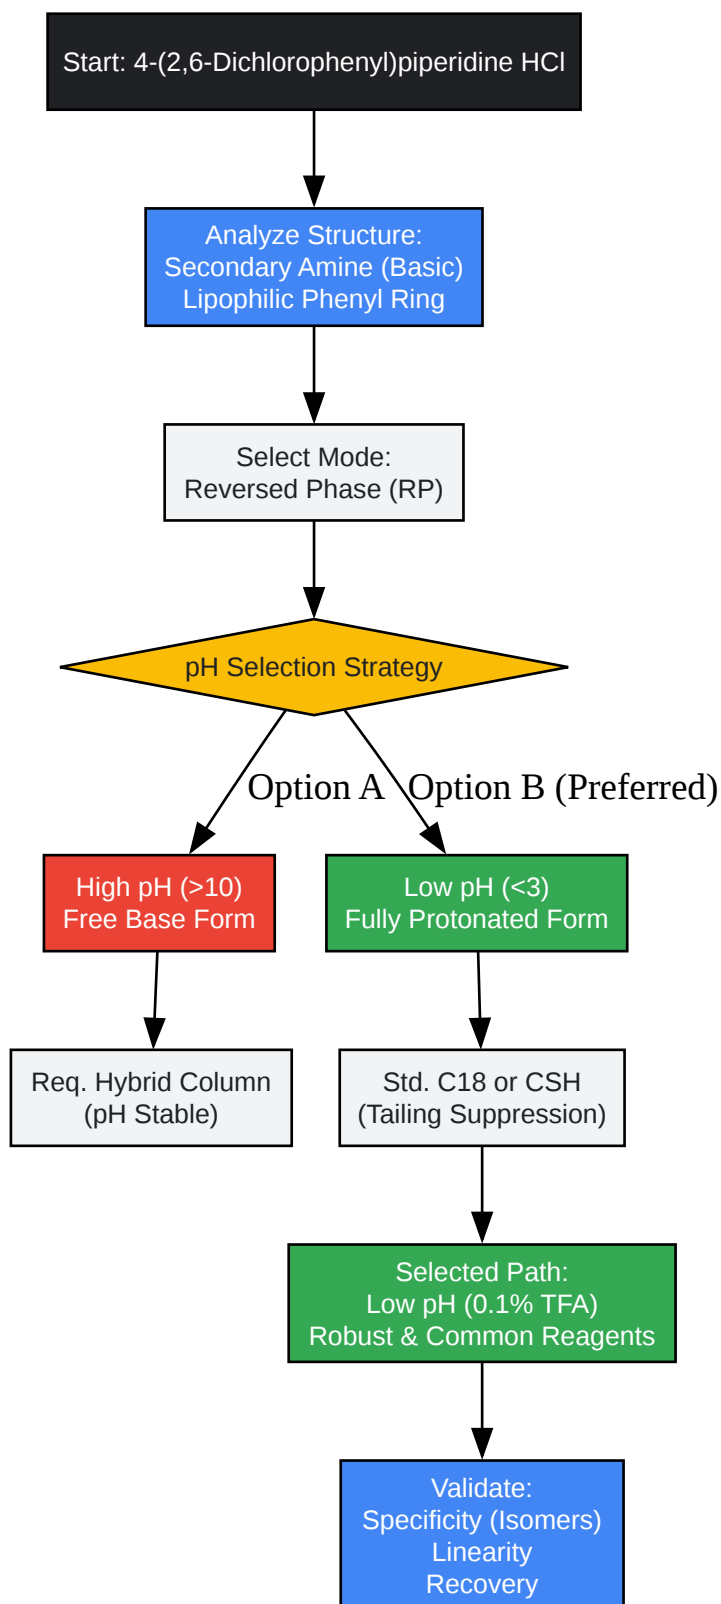 Start: 4-(2,6-Dichlorophenyl)piperidine HCl
Analyze Structure:
Secondary Amine (Basic)
Lipophilic Phenyl Ring
Select Mode:
Reversed Phase (RP)
pH Selection Strategy
Option A
Option B (Preferred)
High pH (>10)
Free Base Form
Low pH (<3)
Fully Protonated Form
Req. Hybrid Column
(pH Stable)
Std. C18 or CSH
(Tailing Suppression)
Selected Path:
Low pH (0.1% TFA)
Robust & Common Reagents
Validate:
Specificity (Isomers)
Linearity
Recovery